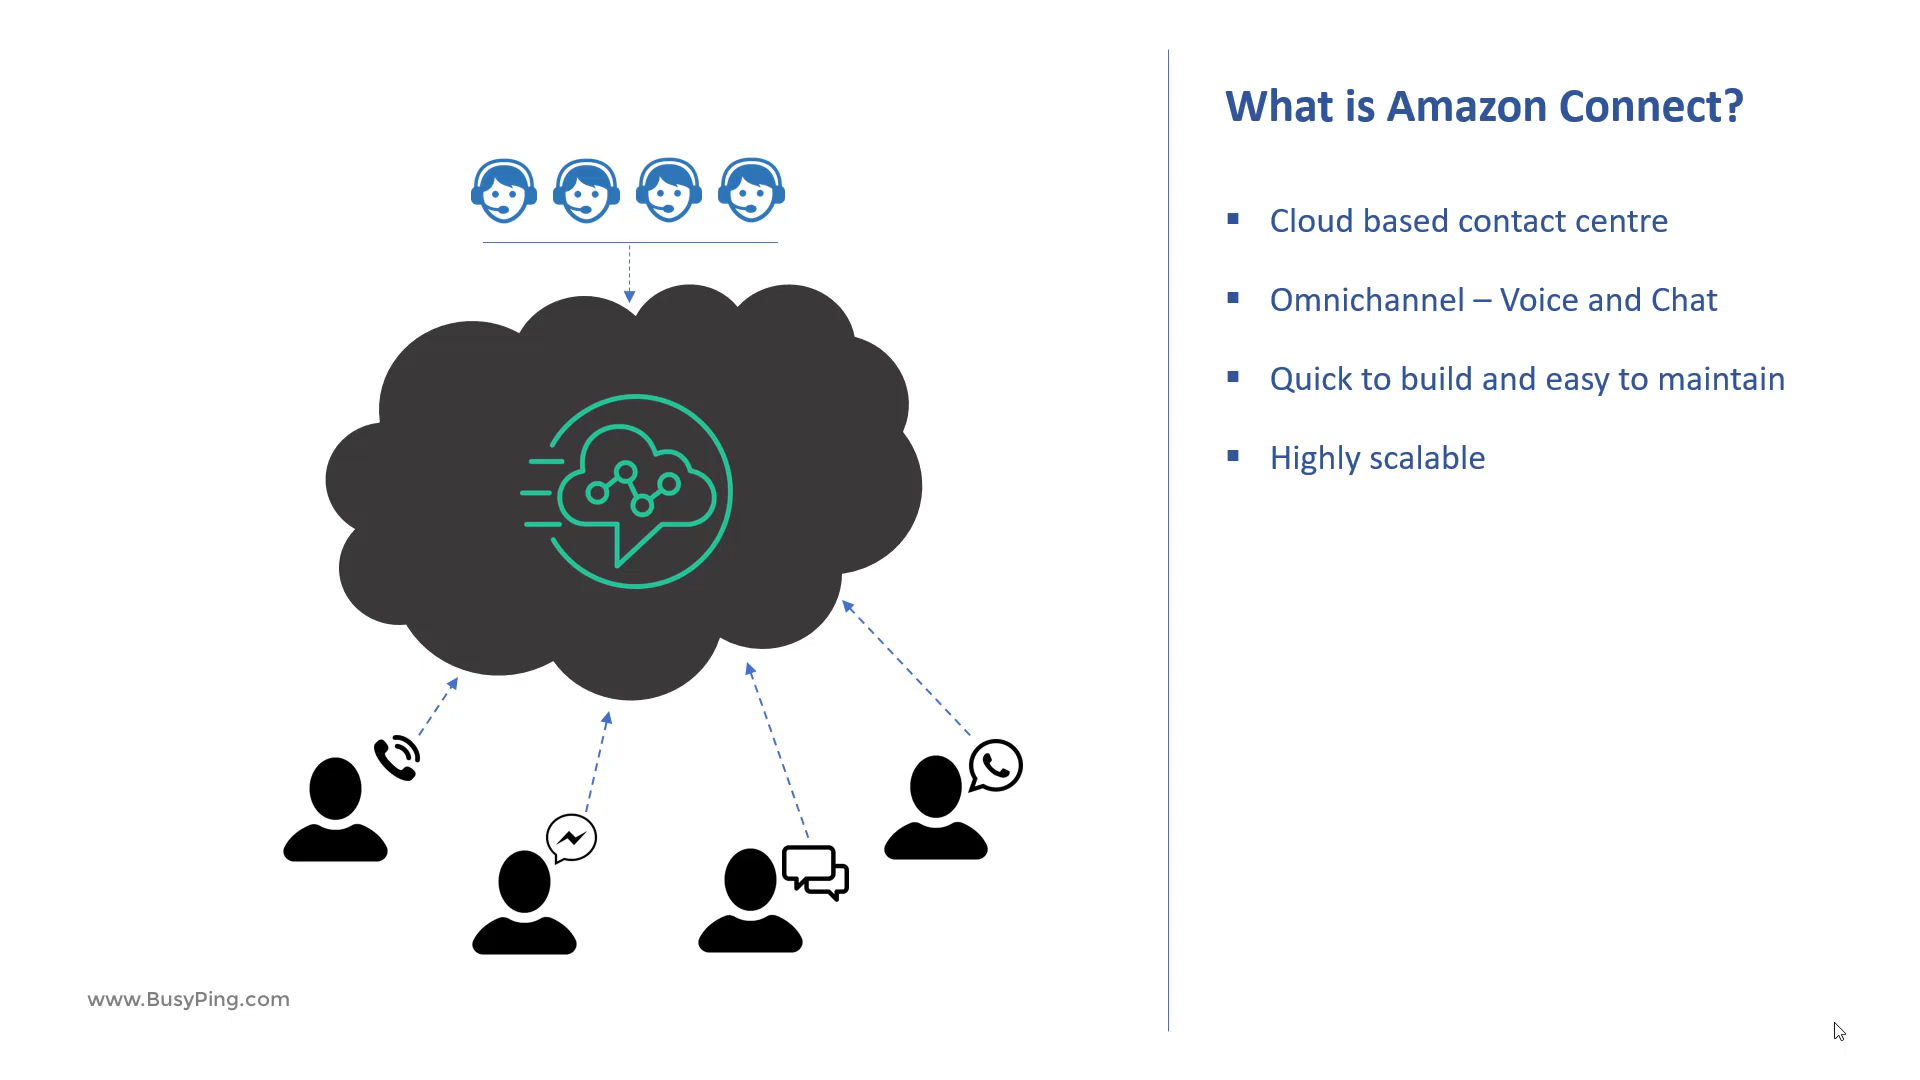 What is Amazon Connect?
▪ Cloud based contact centre
▪ Omnichannel – Voice and Chat
▪ Quick to build and easy to maintain
▪ Highly scalable
www.BusyPing.com